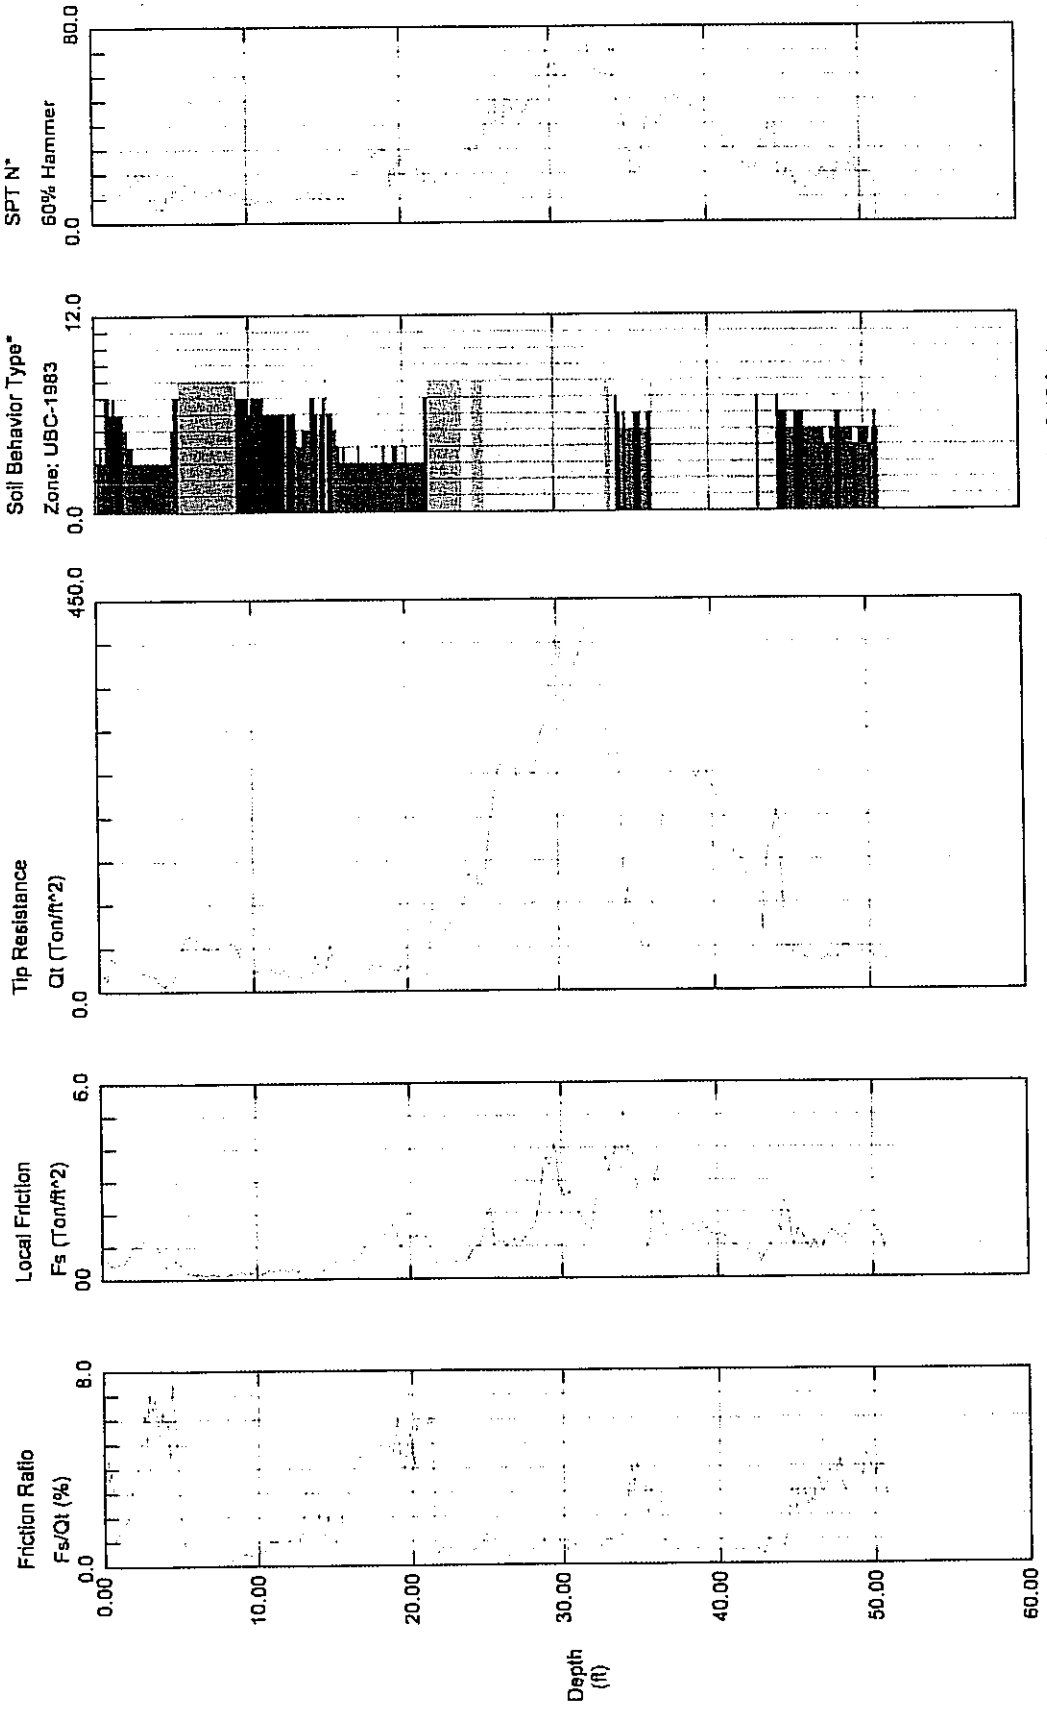 Friction Ratio
Fs/Qt (%)
0.0
8.0
Local Friction
Fs (Ton/ft^2)
00
6.0
Tip Resistance
Qt (Ton/ft^2)
0.0
450.0
Soil Behavior Type*
Zone: UBC-1983
0.0
12.0
SPT N*
60% Hammer
0.0
80.0
0.00
10.00
20.00
30.00
40.00
50.00
60.00
Depth
(ft)